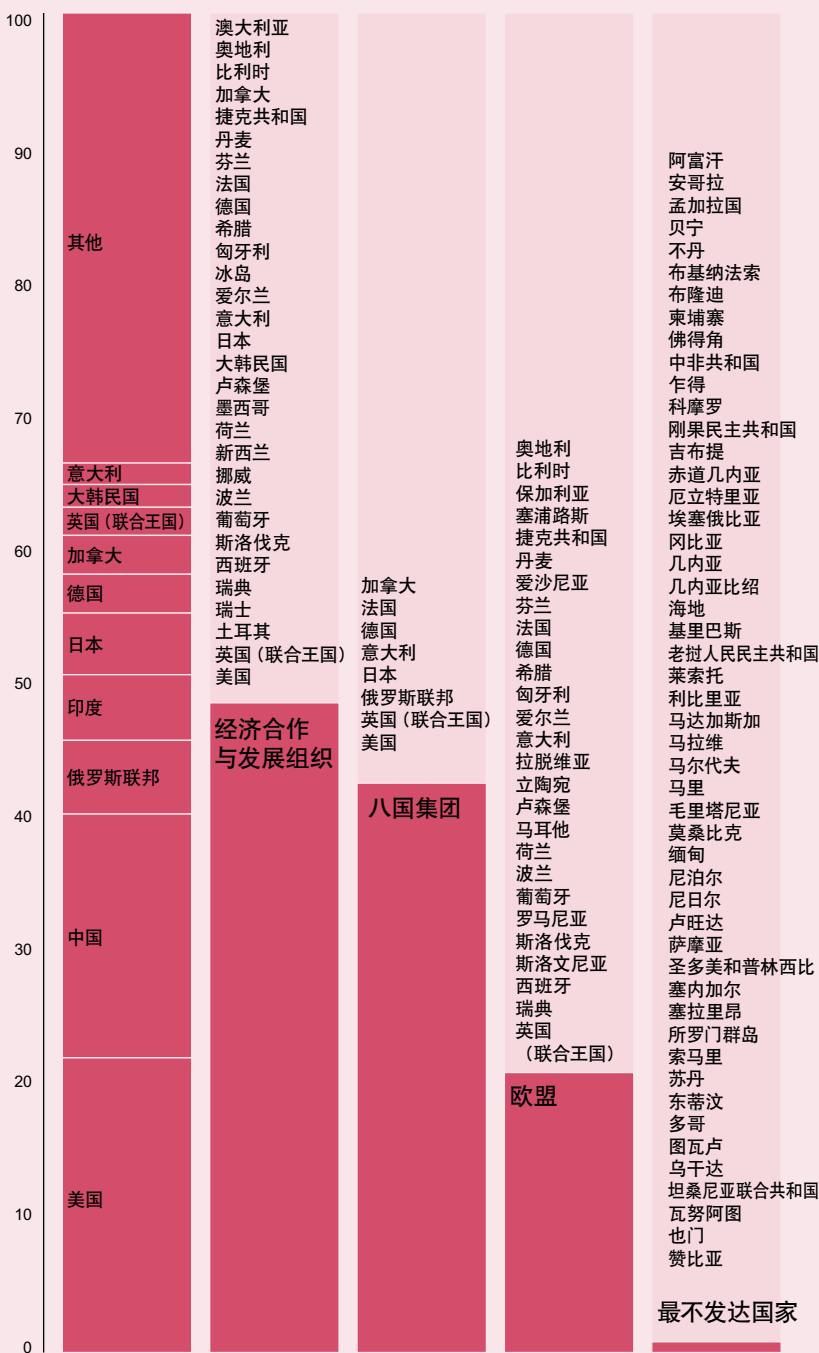 100
90
80
70
60
50
40
30
20
10
0
其他
意大利
大韩民国
英国（联合王国）
加拿大
德国
日本
印度
俄罗斯联邦
中国
美国
澳大利亚
奥地利
比利时
加拿大
捷克共和国
丹麦
芬兰
法国
德国
希腊
匈牙利
冰岛
爱尔兰
意大利
日本
大韩民国
卢森堡
墨西哥
荷兰
新西兰
挪威
波兰
葡萄牙
斯洛伐克
西班牙
瑞典
瑞士
土耳其
英国（联合王国）
美国
经济合作
与发展组织
加拿大
法国
德国
意大利
日本
俄罗斯联邦
英国（联合王国）
美国
八国集团
奥地利
比利时
保加利亚
塞浦路斯
捷克共和国
丹麦
爱沙尼亚
芬兰
法国
德国
希腊
匈牙利
爱尔兰
意大利
拉脱维亚
立陶宛
卢森堡
马耳他
荷兰
波兰
葡萄牙
罗马尼亚
斯洛伐克
斯洛文尼亚
西班牙
瑞典
英国
（联合王国）
欧盟
阿富汗
安哥拉
孟加拉国
贝宁
不丹
布基纳法索
布隆迪
柬埔寨
佛得角
中非共和国
乍得
科摩罗
刚果民主共和国
吉布提
赤道几内亚
厄立特里亚
埃塞俄比亚
冈比亚
几内亚
几内亚比绍
海地
基里巴斯
老挝人民民主共和国
莱索托
利比里亚
马达加斯加
马拉维
马尔代夫
马里
毛里塔尼亚
莫桑比克
缅甸
尼泊尔
尼日尔
卢旺达
萨摩亚
圣多美和普林西比
塞内加尔
塞拉里昂
所罗门群岛
索马里
苏丹
东蒂汶
多哥
图瓦卢
乌干达
坦桑尼亚联合共和国
瓦努阿图
也门
赞比亚
最不发达国家